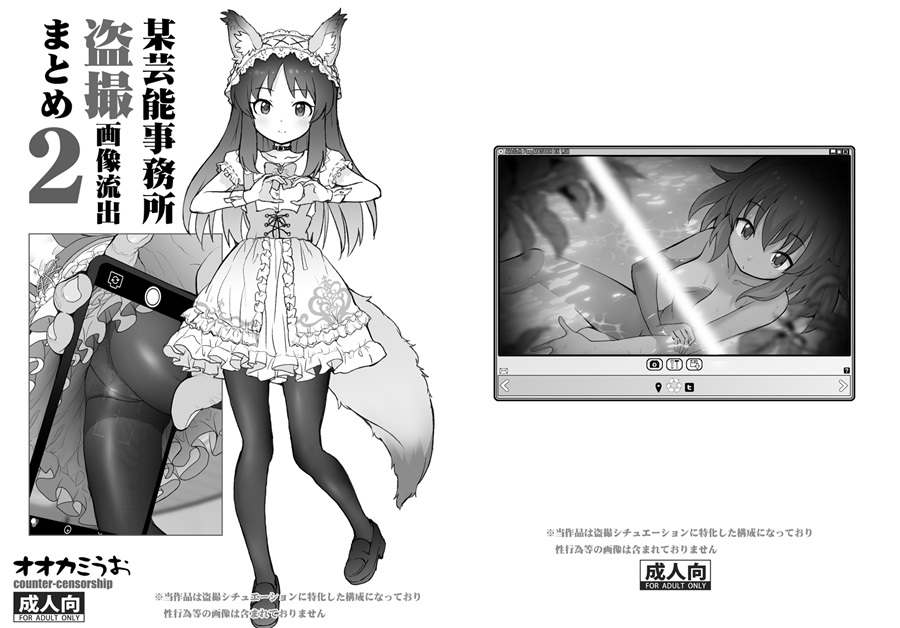 某芸能事務所
盗撮画像流出
まとめ2
オオカミうお
counter-censorship
成人向
FOR ADULT ONLY
※当作品は盗撮シチュエーションに特化した構成になっており
性行為等の画像は含まれておりません
※当作品は盗撮シチュエーションに特化した構成になっており
性行為等の画像は含まれておりません
成人向
FOR ADULT ONLY